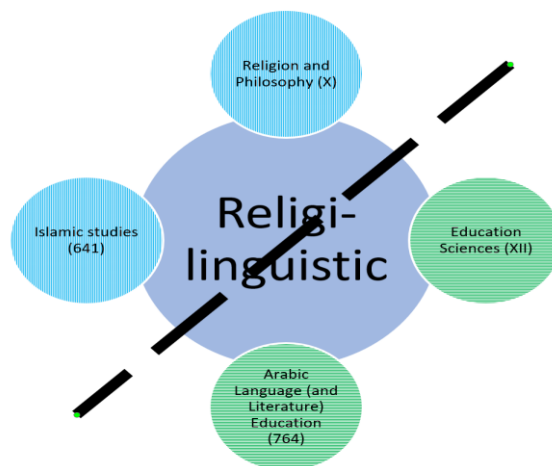 Religion and
Philosophy (X)
Islamic studies
(641)
Religi-
linguistic
Education
Sciences (XII)
Arabic
Language (and
Literature)
Education
(764)